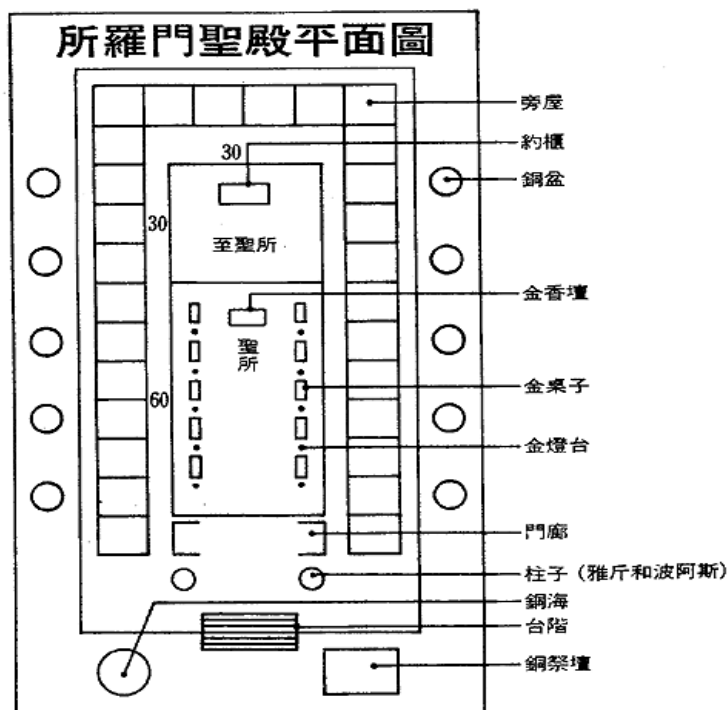 所羅門聖殿平面圖
旁屋
30
約櫃
銅盆
30
至聖所
金香壇
聖所
金桌子
60
金燈台
門廊
柱子（雅斤和波阿斯）
銅海
台階
銅祭壇